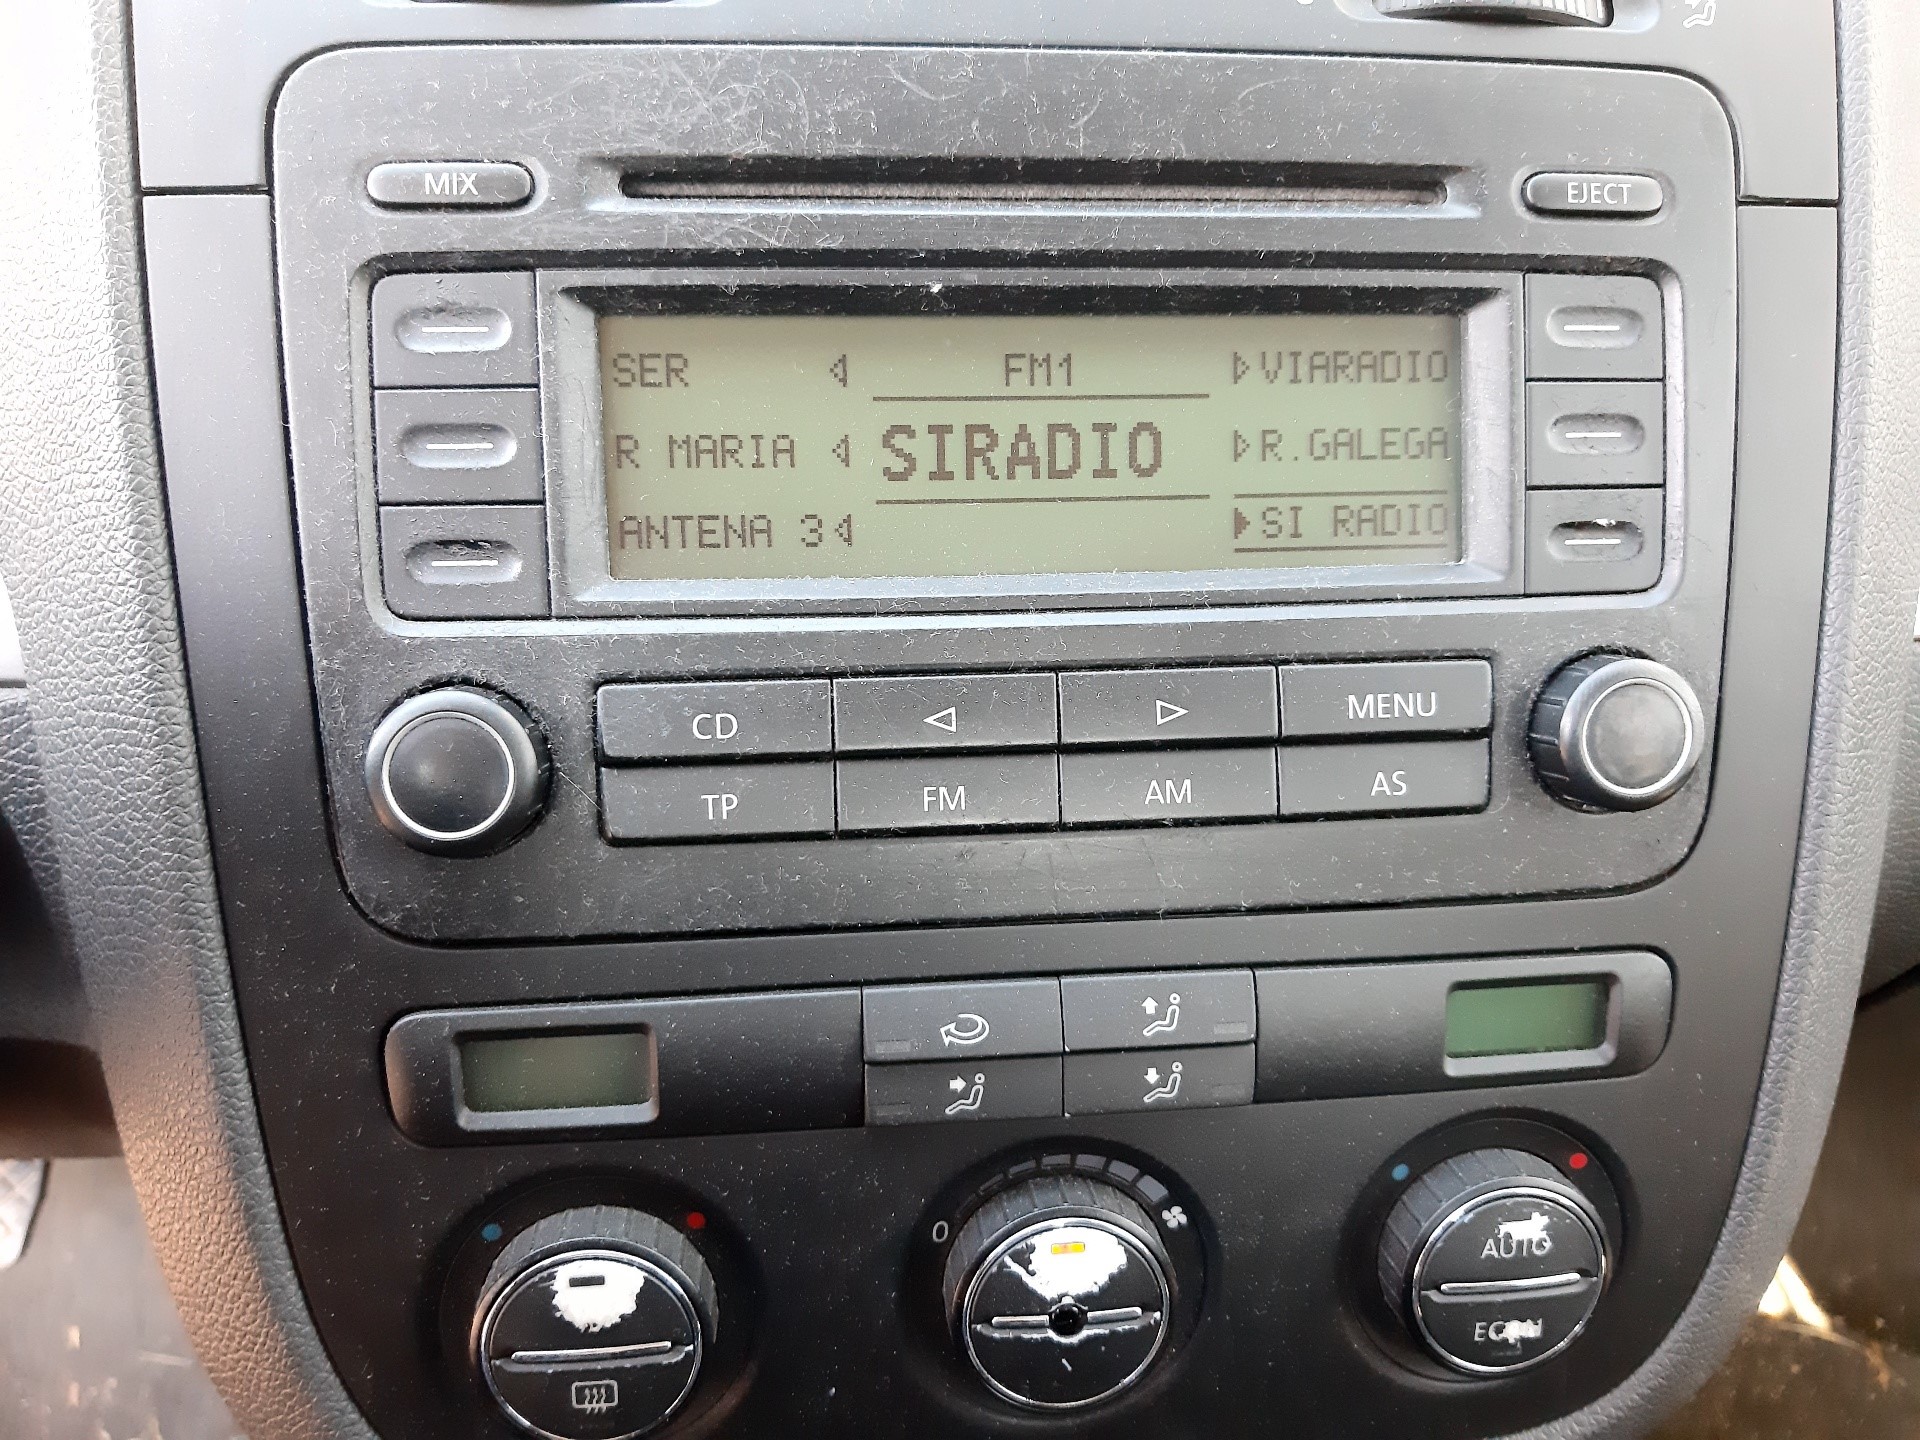 MIX
EJECT
SER FM1 VIARADIO
R MARIA SIRADIO R.GALEGA
ANTENA 3 SI RADIO
CD MENU
TP FM AM AS
0
AUTO
ECON